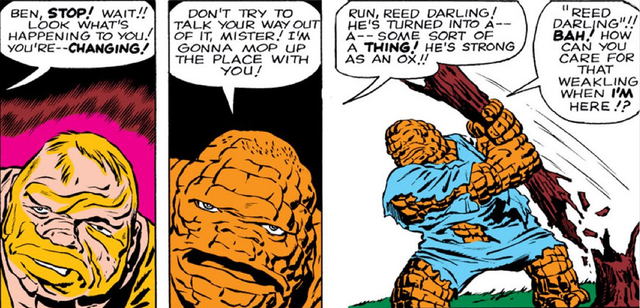 BEN, STOP! WAIT!!
LOOK WHAT'S
HAPPENING TO YOU!
YOU'RE--CHANGING!
DON'T TRY TO
TALK YOUR WAY OUT
OF IT, MISTER! I'M
GONNA MOP UP
THE PLACE WITH
YOU!
RUN, REED DARLING!
HE'S TURNED INTO A--
A--SOME SORT OF
A THING! HE'S STRONG
AS AN OX!!
"REED
DARLING"!!
BAH! HOW
CAN YOU
CARE FOR
THAT
WEAKLING
WHEN I'M
HERE!?